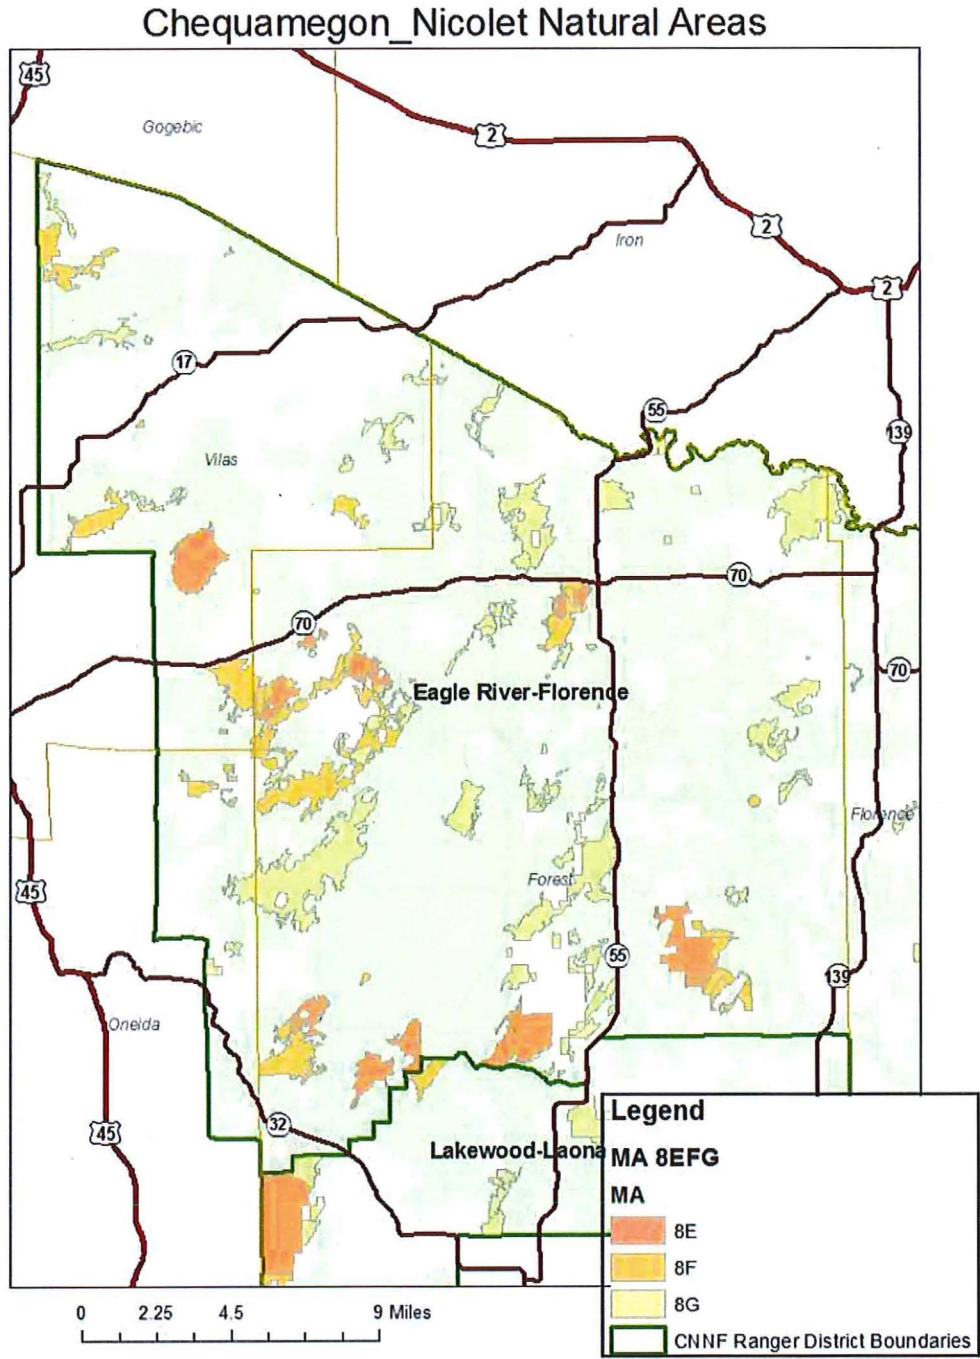 Chequamegon_Nicolet Natural Areas
45
Gogebic
2
2
Iron
2
17
55
139
Vilas
70
70
70
Eagle River-Florence
Florence
45
Forest
55
139
Oneida
45
32
Lakewood-Laona
Legend
MA 8EFG
MA
8E
8F
8G
CNNF Ranger District Boundaries
0 2.25 4.5 9 Miles